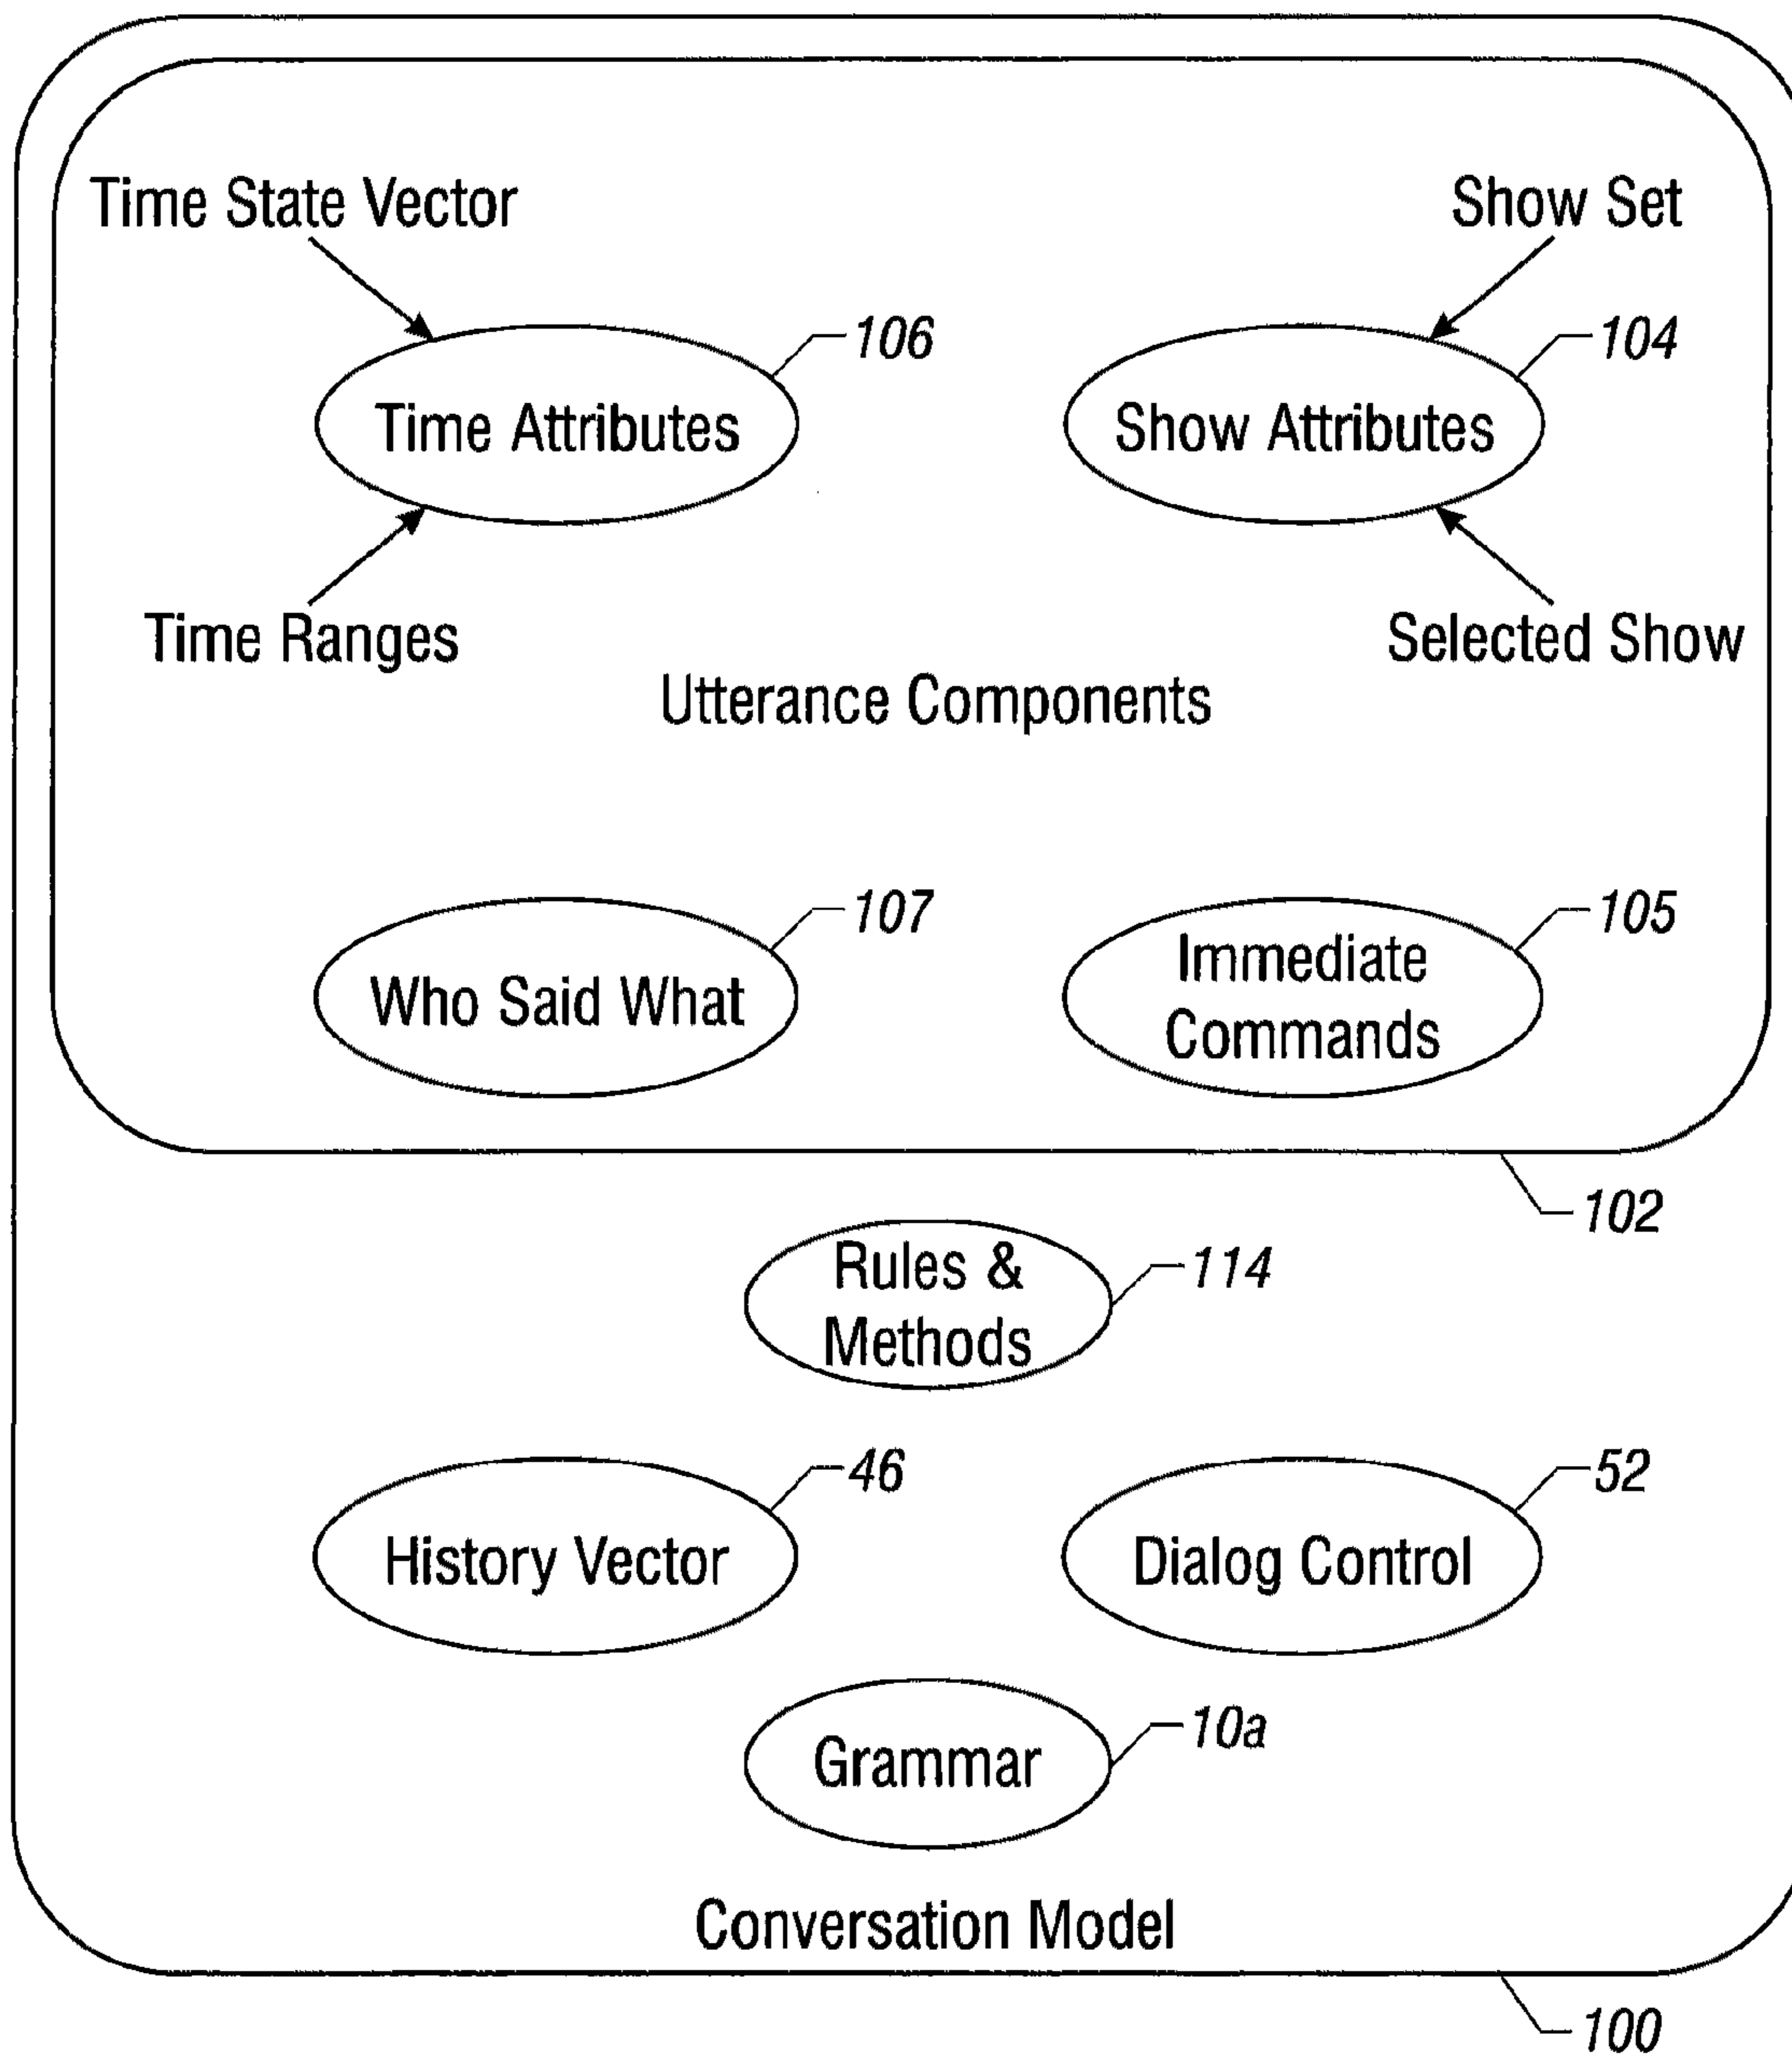 Time State Vector
Show Set
106
104
Time Attributes
Show Attributes
Time Ranges
Selected Show
Utterance Components
107
105
Who Said What
Immediate
Commands
102
Rules &
Methods
114
46
52
History Vector
Dialog Control
10a
Grammar
Conversation Model
100